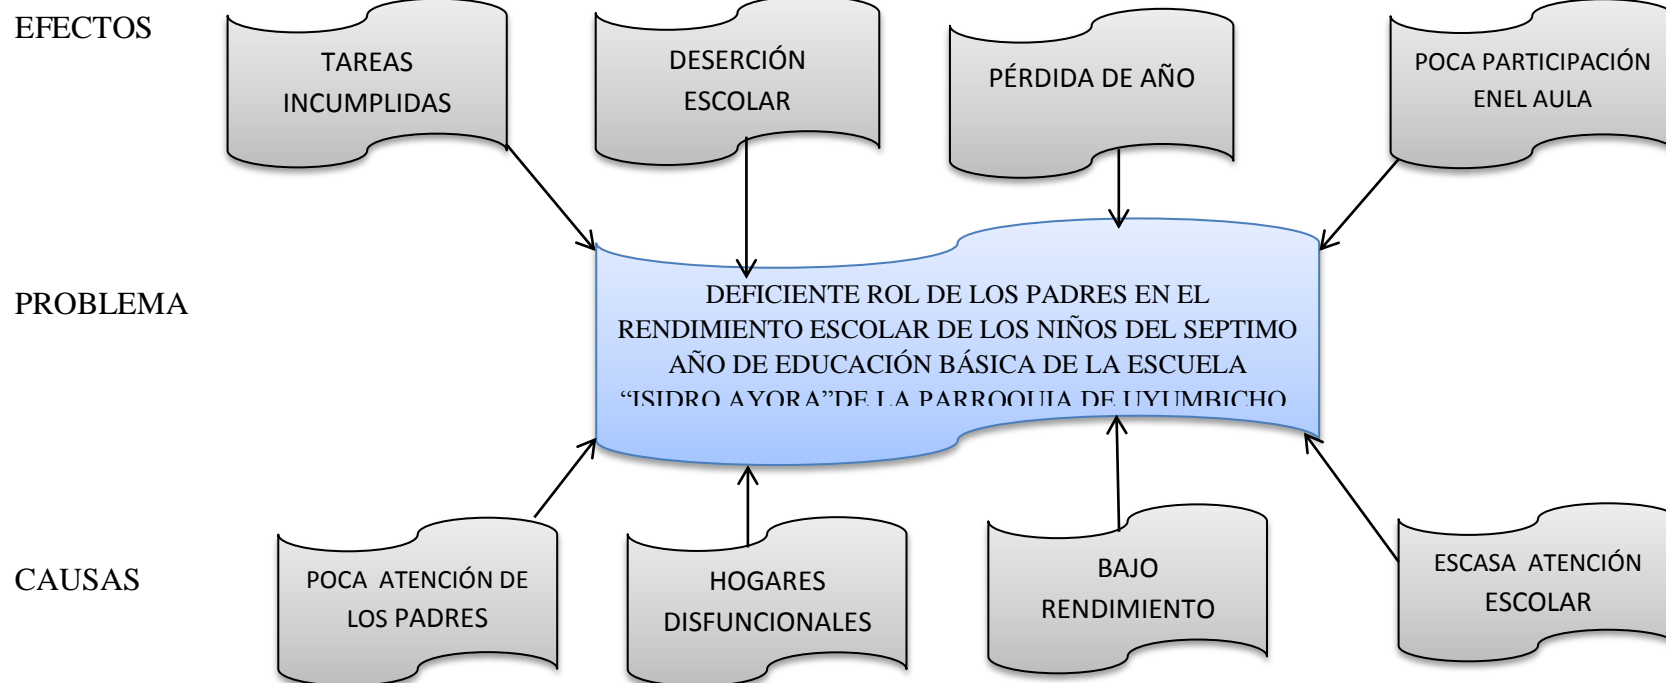 EFECTOS
TAREAS
INCUMPLIDAS
DESERCIÓN
ESCOLAR
PÉRDIDA DE AÑO
POCA PARTICIPACIÓN
ENEL AULA
PROBLEMA
DEFICIENTE ROL DE LOS PADRES EN EL
RENDIMIENTO ESCOLAR DE LOS NIÑOS DEL SEPTIMO
AÑO DE EDUCACIÓN BÁSICA DE LA ESCUELA
“ISIDRO AYORA”DE LA PARROQUIA DE UYUMBICHO
CAUSAS
POCA  ATENCIÓN DE
LOS PADRES
HOGARES
DISFUNCIONALES
BAJO
RENDIMIENTO
ESCASA  ATENCIÓN
ESCOLAR